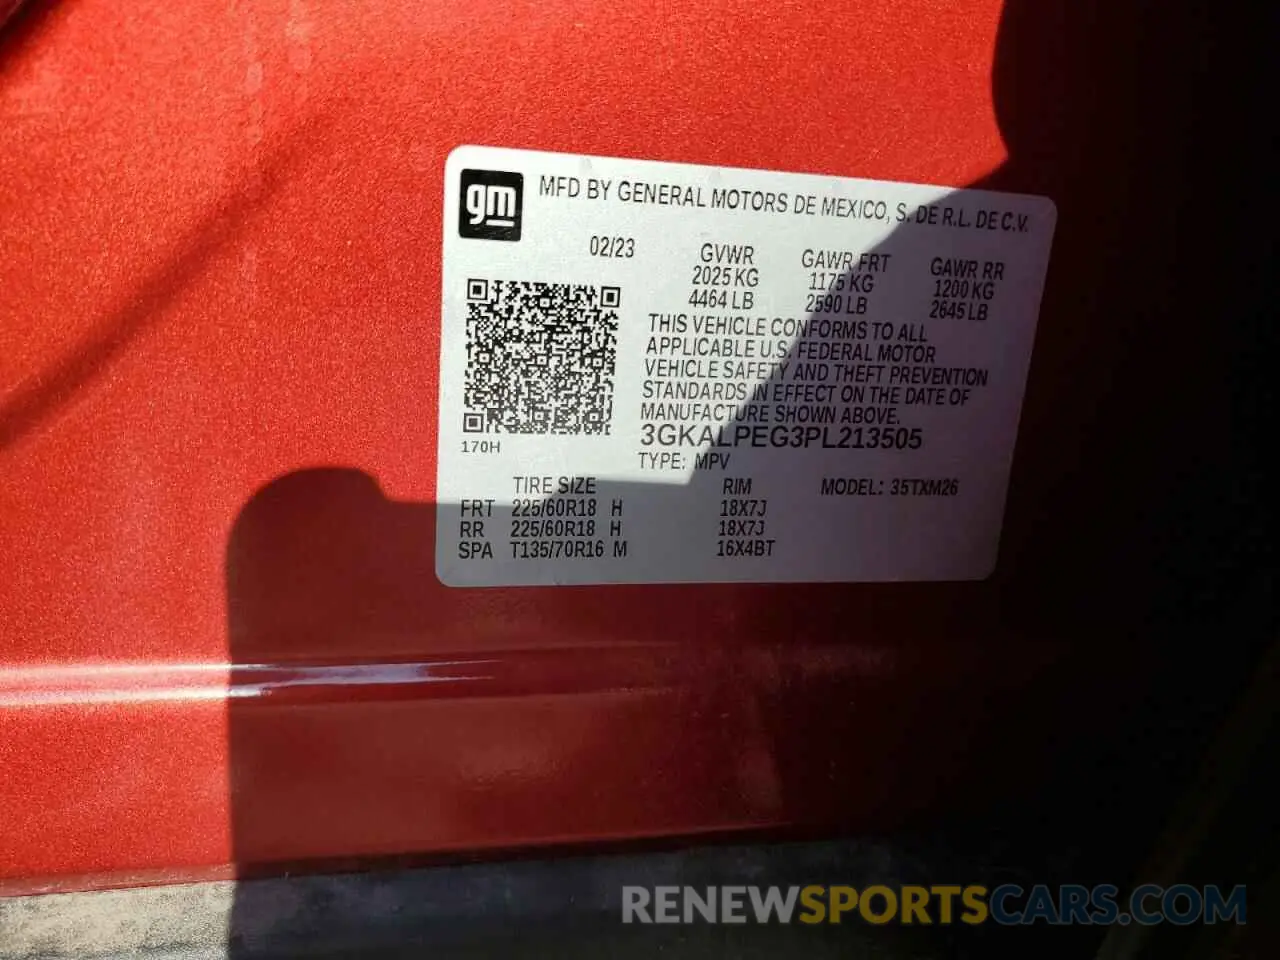 gm
MFD BY GENERAL MOTORS DE MEXICO, S. DE R.L. DE C.V.
02/23 GVWR GAWR FRT GAWR RR
2025 KG 1175 KG 1200 KG
4464 LB 2590 LB 2645 LB
THIS VEHICLE CONFORMS TO ALL
APPLICABLE U.S. FEDERAL MOTOR
VEHICLE SAFETY AND THEFT PREVENTION
STANDARDS IN EFFECT ON THE DATE OF
MANUFACTURE SHOWN ABOVE.
3GKALPEG3PL213505
170H
TYPE: MPV
TIRE SIZE RIM MODEL: 35TXM26
FRT 225/60R18 H 18X7J
RR 225/60R18 H 18X7J
SPA T135/70R16 M 16X4BT
RENEWSPORTSCARS.COM